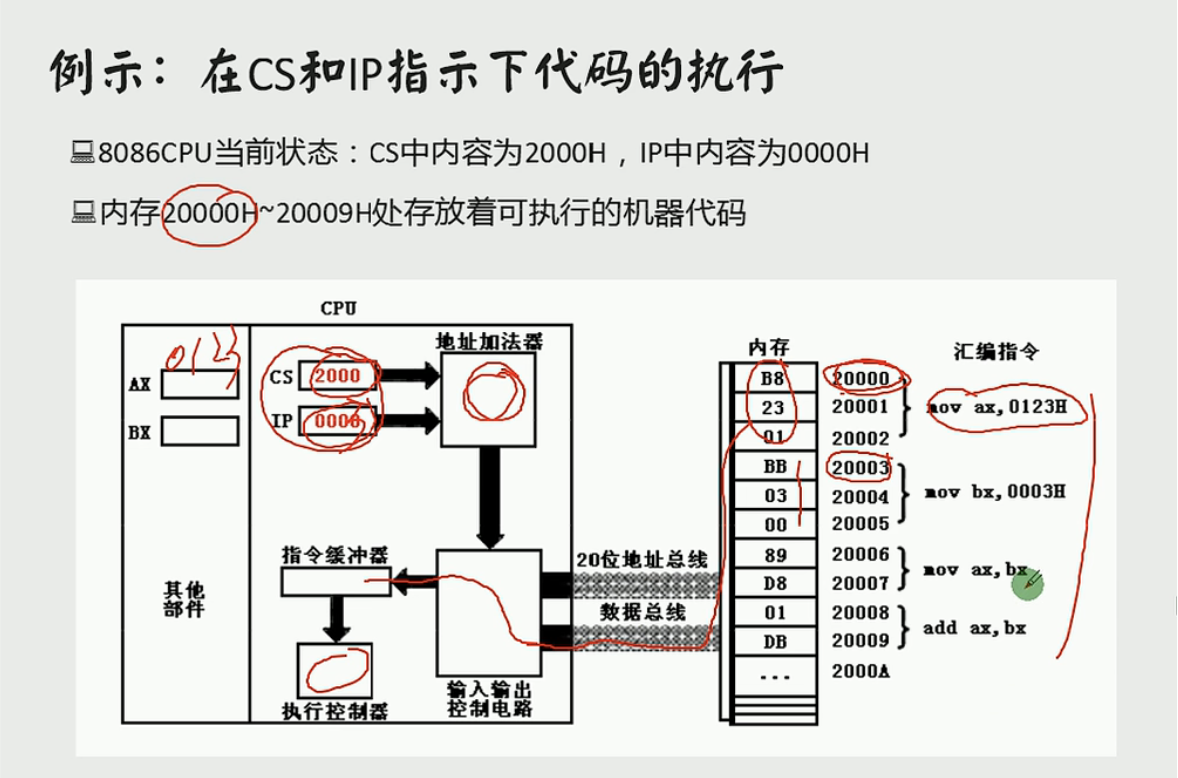 例示：在CS和IP指示下代码的执行
8086CPU当前状态：CS中内容为2000H，IP中内容为0000H
内存20000H~20009H处存放着可执行的机器代码
CPU
地址加法器
内存
汇编指令
0123
AX
CS 2000
BX
IP 0000
B8 20000
23 20001 mov ax,0123H
01 20002
BB 20003
03 20004 mov bx,0003H
00 20005
89 20006
D8 20007 mov ax,bx
01 20008
DB 20009 add ax,bx
... 2000A
指令缓冲器
20位地址总线
数据总线
其他
部件
执行控制器
输入输出
控制电路